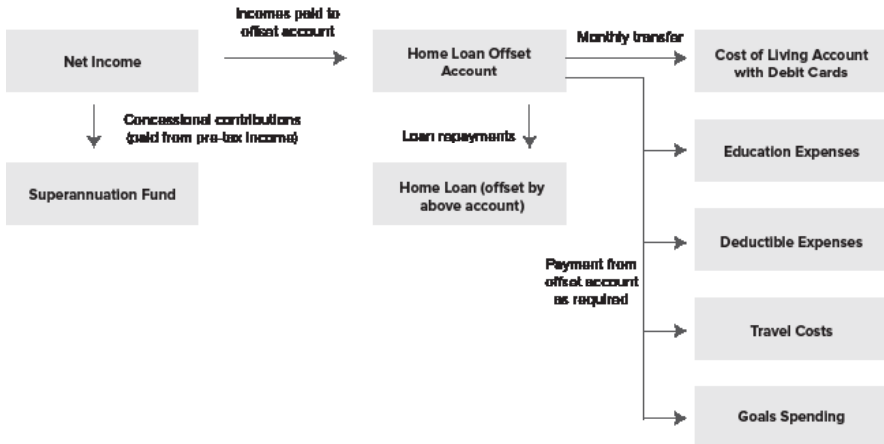 Incomes paid to
offset account
Net Income
Home Loan Offset
Account
Monthly transfer
Cost of Living Account
with Debit Cards
Concessional contributions
(paid from pre-tax income)
Loan repayments
Education Expenses
Superannuation Fund
Home Loan (offset by
above account)
Deductible Expenses
Payment from
offset account
as required
Travel Costs
Goals Spending